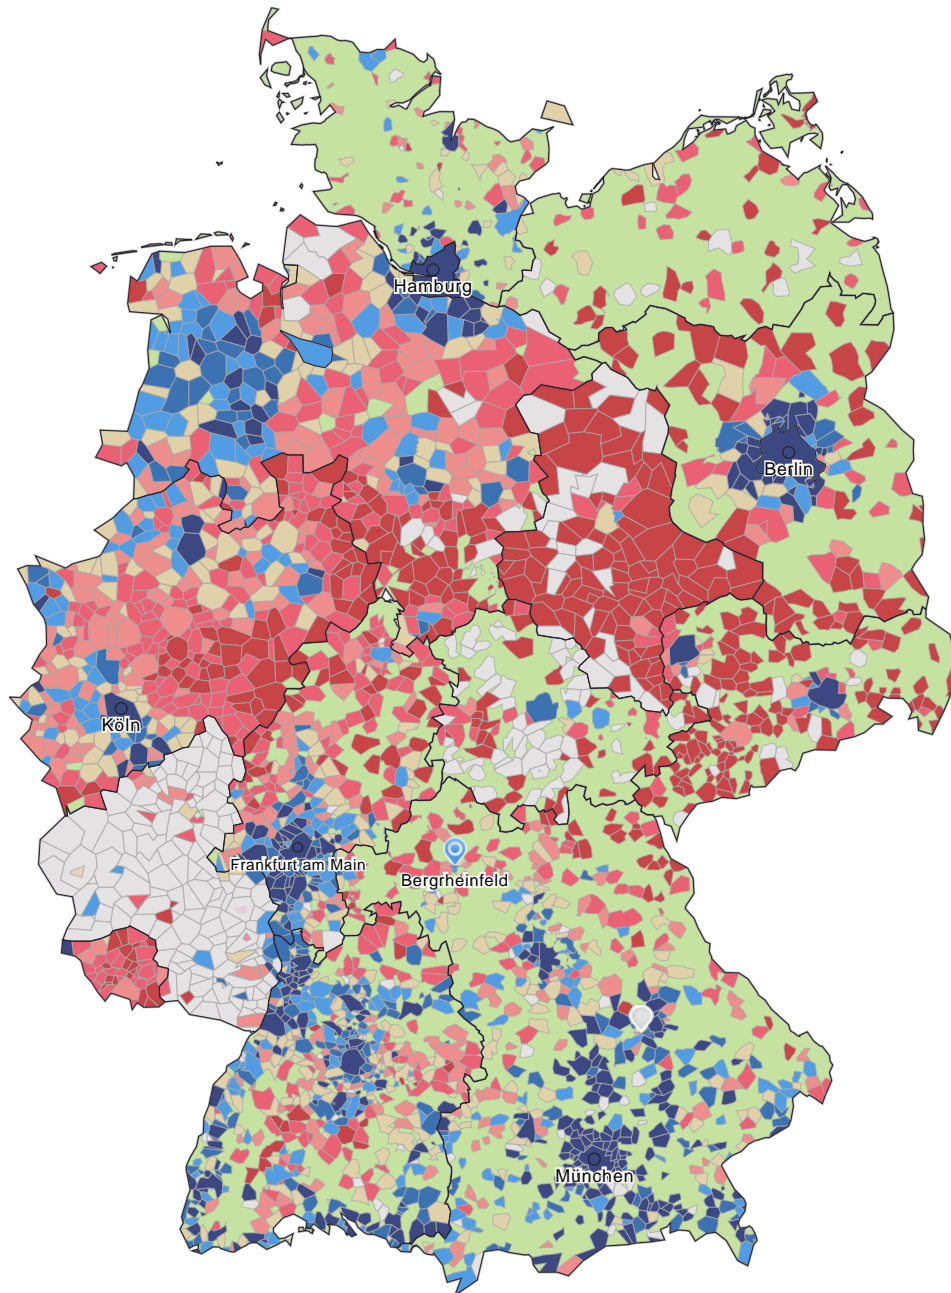 Hamburg
Berlin
Köln
Frankfurt am Main
Bergrheinfeld
München